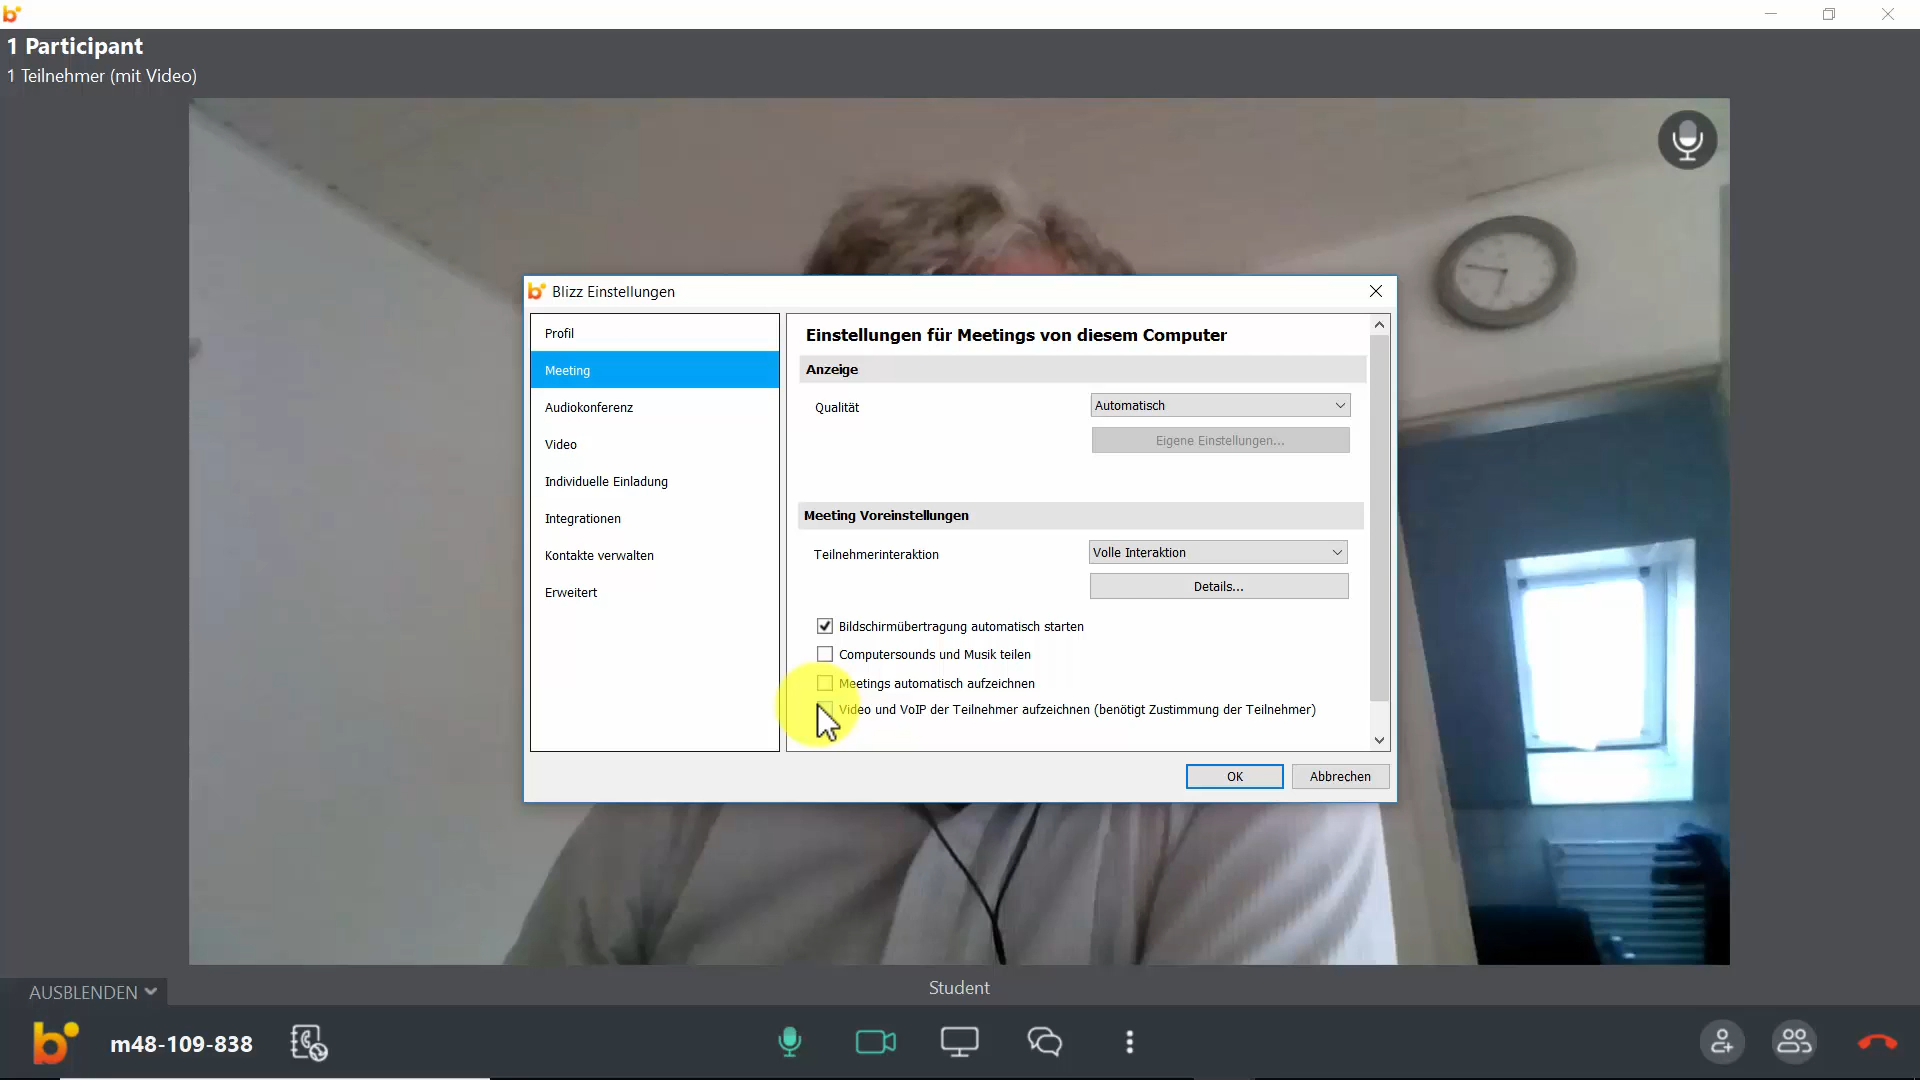 1 Participant
1 Teilnehmer (mit Video)
Blizz Einstellungen
Profil
Meeting
Audiokonferenz
Video
Individuelle Einladung
Integrationen
Kontakte verwalten
Erweitert
Einstellungen für Meetings von diesem Computer
Anzeige
Qualität Automatisch
Eigene Einstellungen...
Meeting Voreinstellungen
Teilnehmerinteraktion Volle Interaktion
Details...
Bildschirmübertragung automatisch starten
Computersounds und Musik teilen
Meetings automatisch aufzeichnen
Video und VoIP der Teilnehmer aufzeichnen (benötigt Zustimmung der Teilnehmer)
OK Abbrechen
Student
AUSBLENDEN
m48-109-838